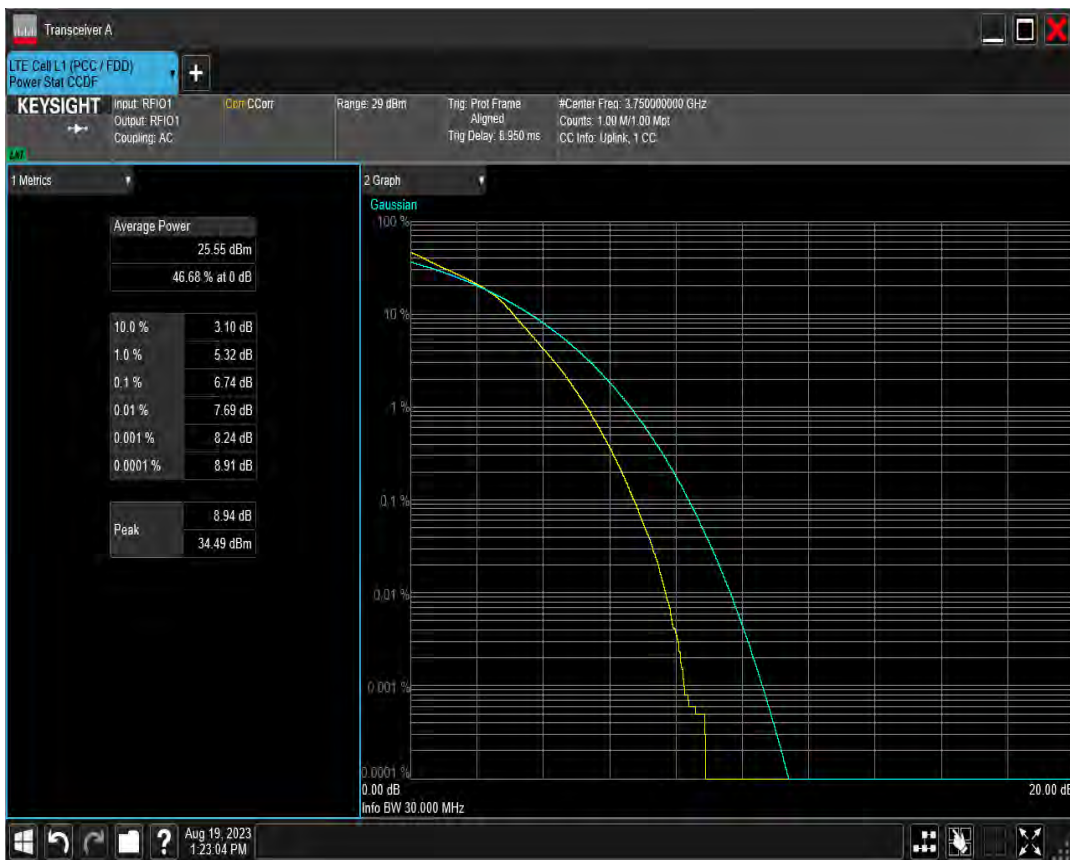 Transceiver A
LTE Cell L1 (PCC / FDD)
Power Stat CCDF
+
KEYSIGHT
Input: RFIO1
Output: RFIO1
Coupling: AC
Corr CCorr
Range: 29 dBm
Trig: Prot Frame
Aligned
Trig Delay: 8.950 ms
#Center Freq: 3.750000000 GHz
Counts: 1.00 M/1.00 Mpt
CC Info: Uplink, 1 CC
LNI
1 Metrics
Average Power
25.55 dBm
46.68 % at 0 dB
10.0 % 3.10 dB
1.0 % 5.32 dB
0.1 % 6.74 dB
0.01 % 7.69 dB
0.001 % 8.24 dB
0.0001 % 8.91 dB
Peak
8.94 dB
34.49 dBm
2 Graph
Gaussian
100 %
10 %
1 %
0.1 %
0.01 %
0.001 %
0.0001 %
0.00 dB
20.00 dB
Info BW 30.000 MHz
?
Aug 19, 2023
1:23:04 PM